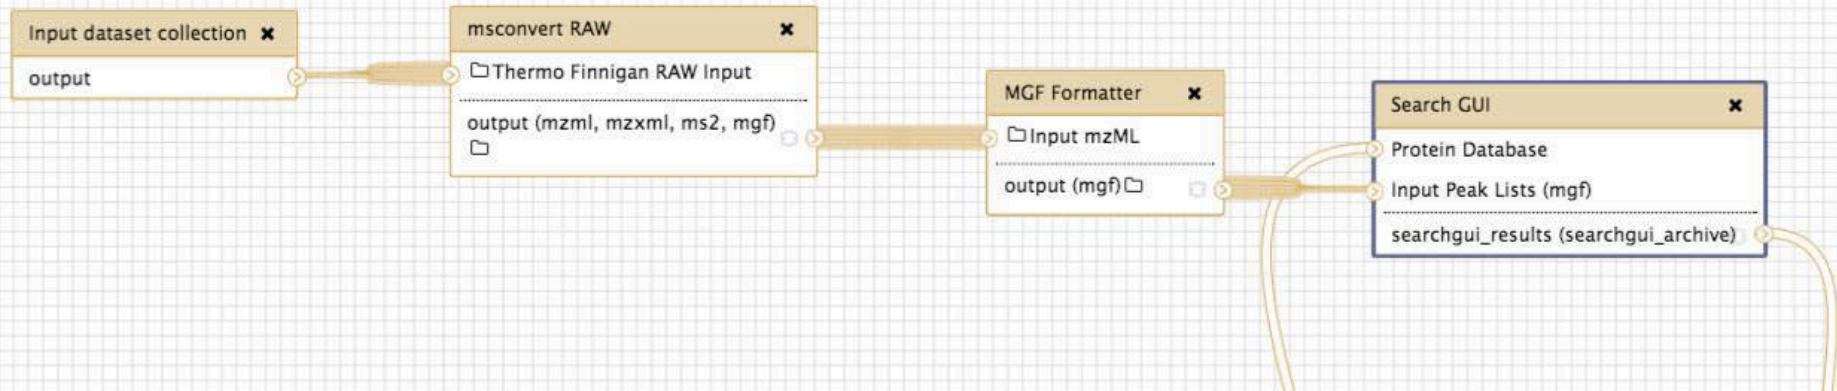 Input dataset collection
output
msconvert RAW
Thermo Finnigan RAW Input
output (mzml, mzxml, ms2, mgf)
MGF Formatter
Input mzML
output (mgf)
Search GUI
Protein Database
Input Peak Lists (mgf)
searchgui_results (searchgui_archive)